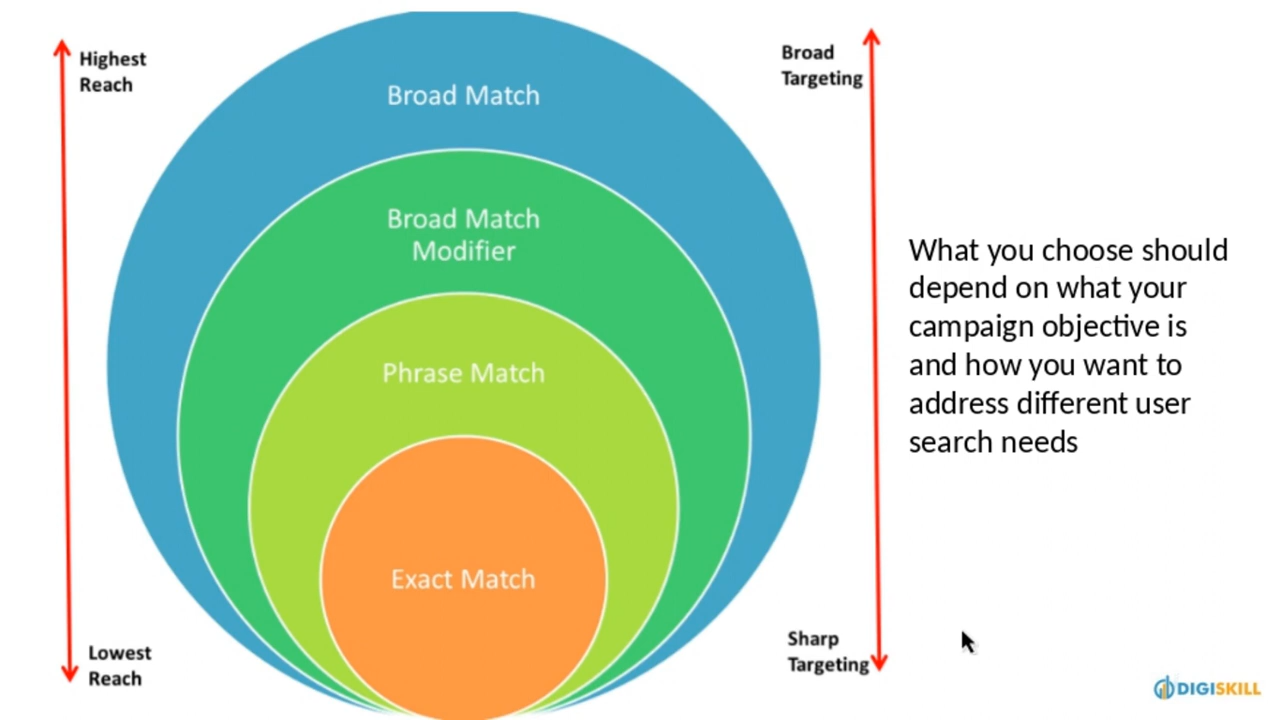 Highest
Reach
Broad Match
Broad
Targeting
Broad Match
Modifier
Phrase Match
Exact Match
What you choose should
depend on what your
campaign objective is
and how you want to
address different user
search needs
Lowest
Reach
Sharp
Targeting
DIGISKILL